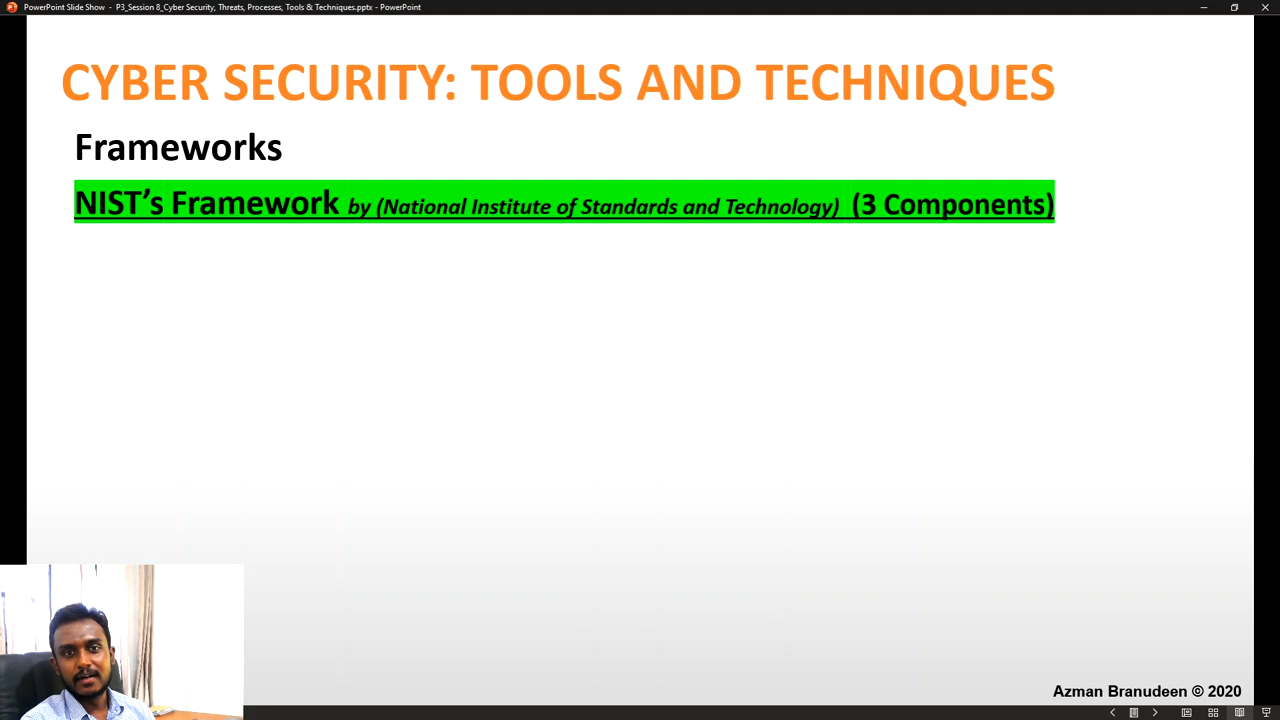 PowerPoint Slide Show - P3_Session 8_Cyber Security, Threats, Processes, Tools & Techniques.pptx - PowerPoint
CYBER SECURITY: TOOLS AND TECHNIQUES
Frameworks
NIST’s Framework by (National Institute of Standards and Technology) (3 Components)
Azman Branudeen © 2020